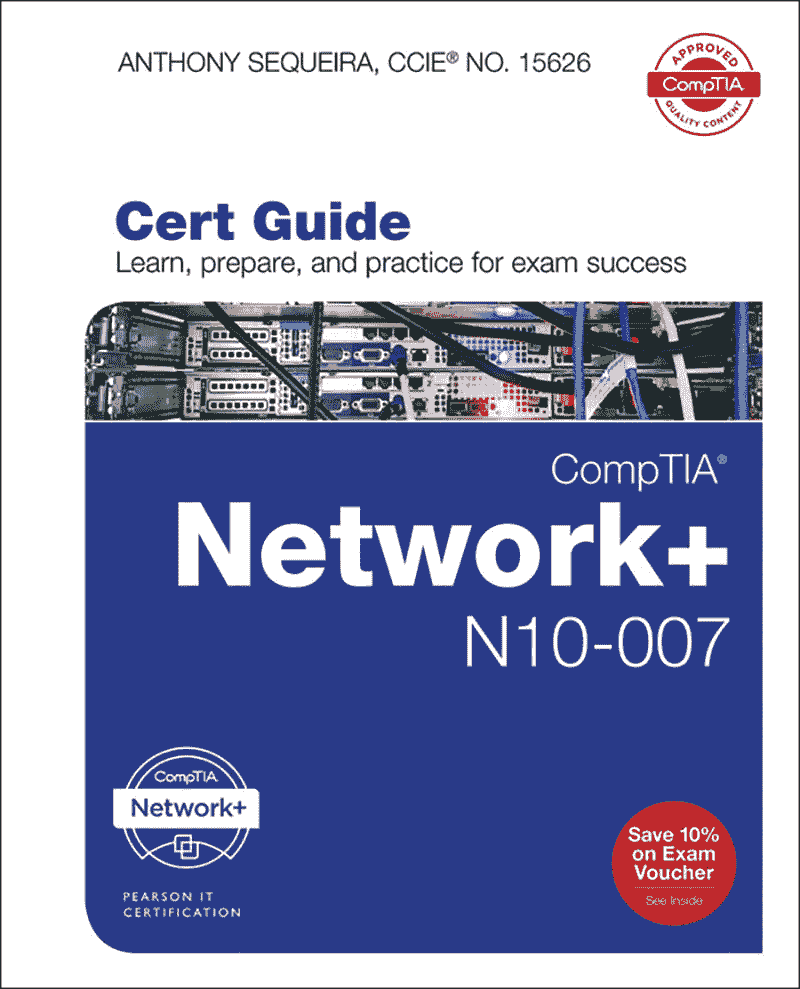 ANTHONY SEQUEIRA, CCIE® NO. 15626
APPROVED
CompTIA.
QUALITY CONTENT
Cert Guide
Learn, prepare, and practice for exam success
CompTIA®
Network+
N10-007
CompTIA
Network+
PEARSON IT
CERTIFICATION
Save 10%
on Exam
Voucher
See Inside